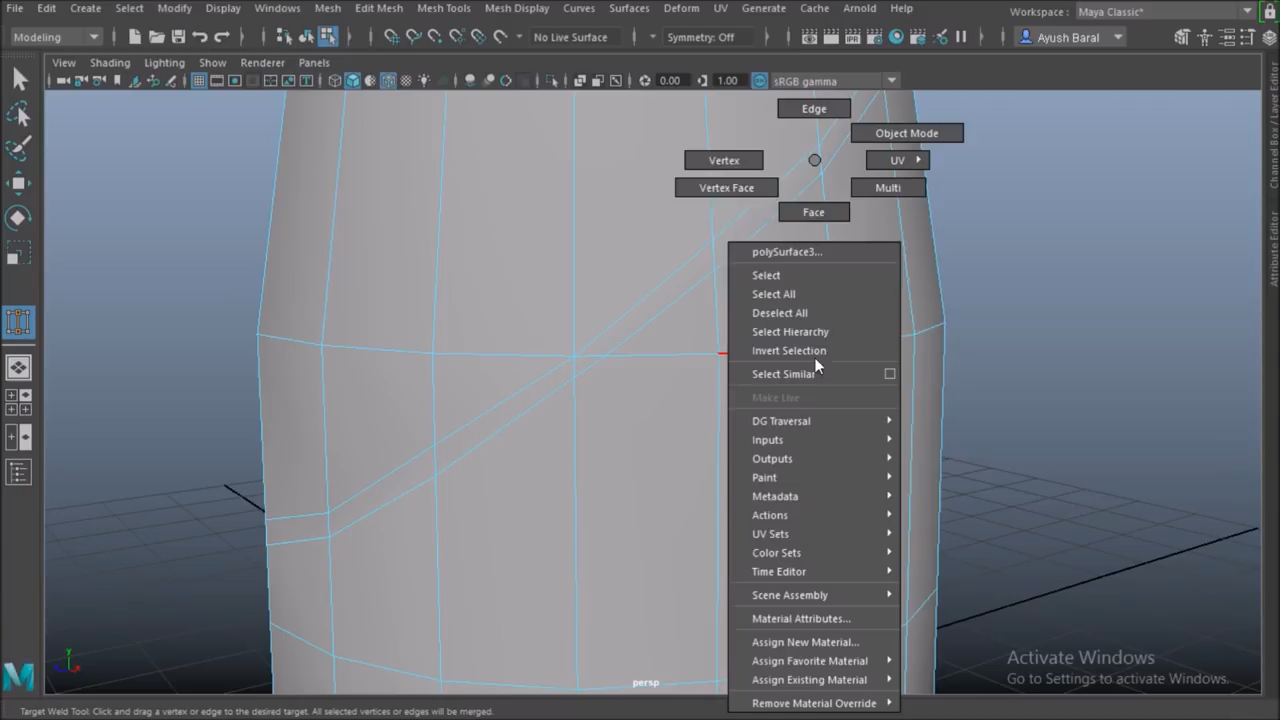 File Edit Create Select Modify Display Windows Mesh Edit Mesh Mesh Tools Mesh Display Curves Surfaces Deform UV Generate Cache Arnold Help
Workspace : Maya Classic*
Modeling
No Live Surface
Symmetry: Off
Ayush Baral
View Shading Lighting Show Renderer Panels
0.00
1.00
sRGB gamma
Edge
Object Mode
Vertex
UV
Vertex Face
Multi
Face
polySurface3...
Select
Select All
Deselect All
Select Hierarchy
Invert Selection
Select Similar
Make Live
DG Traversal
Inputs
Outputs
Paint
Metadata
Actions
UV Sets
Color Sets
Time Editor
Scene Assembly
Material Attributes...
Assign New Material...
Assign Favorite Material
Assign Existing Material
Remove Material Override
Channel Box / Layer Editor
Attribute Editor
y
x
persp
Activate Windows
Go to Settings to activate Windows.
Target Weld Tool: Click and drag a vertex or edge to the desired target. All selected vertices or edges will be merged.